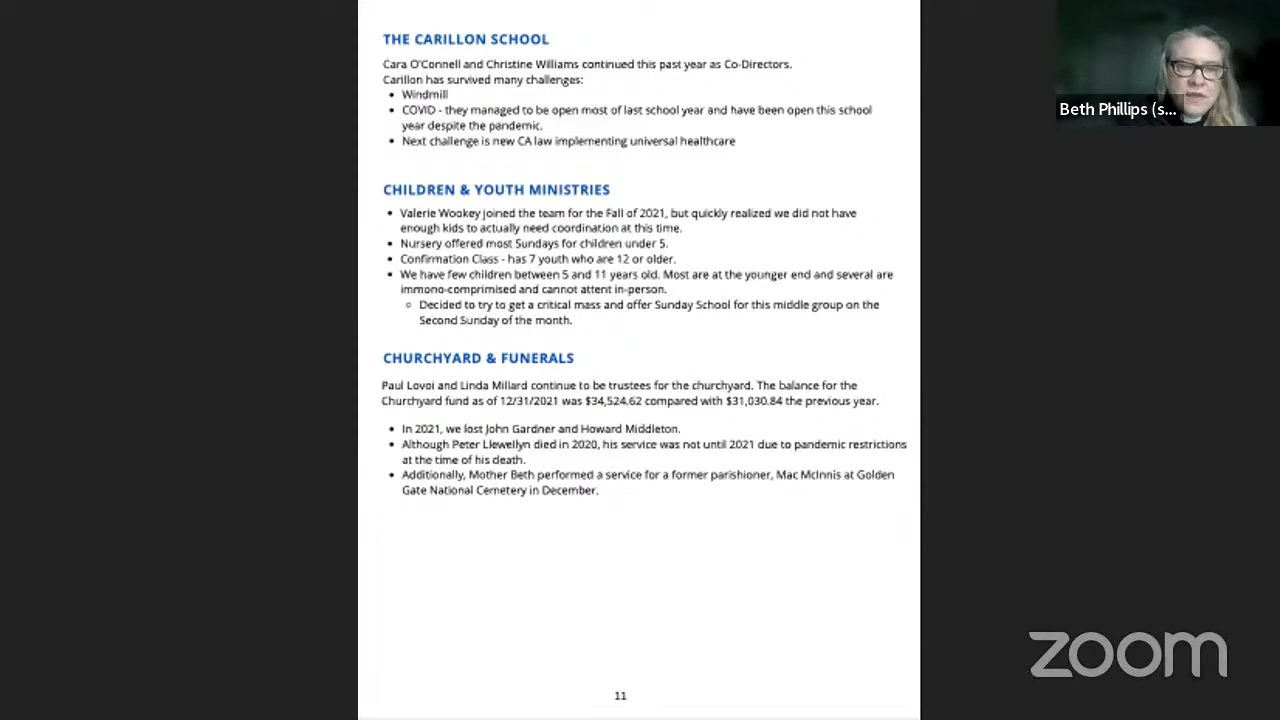 THE CARILLON SCHOOL
Cara O'Connell and Christine Williams continued this past year as Co-Directors.
Carillon has survived many challenges:
• Windmill
• COVID - they managed to be open most of last school year and have been open this school
year despite the pandemic.
• Next challenge is new CA law implementing universal healthcare
CHILDREN & YOUTH MINISTRIES
• Valerie Wookey joined the team for the Fall of 2021, but quickly realized we did not have
enough kids to actually need coordination at this time.
• Nursery offered most Sundays for children under 5.
• Confirmation Class - has 7 youth who are 12 or older.
• We have few children between 5 and 11 years old. Most are at the younger end and several are
immono-comprimised and cannot attent in-person.
○ Decided to try to get a critical mass and offer Sunday School for this middle group on the
Second Sunday of the month.
CHURCHYARD & FUNERALS
Paul Lovoi and Linda Millard continue to be trustees for the churchyard. The balance for the
Churchyard fund as of 12/31/2021 was $34,524.62 compared with $31,030.84 the previous year.
• In 2021, we lost John Gardner and Howard Middleton.
• Although Peter Llewellyn died in 2020, his service was not until 2021 due to pandemic restrictions
at the time of his death.
• Additionally, Mother Beth performed a service for a former parishioner, Mac McInnis at Golden
Gate National Cemetery in December.
11
Beth Phillips (s...
zoom